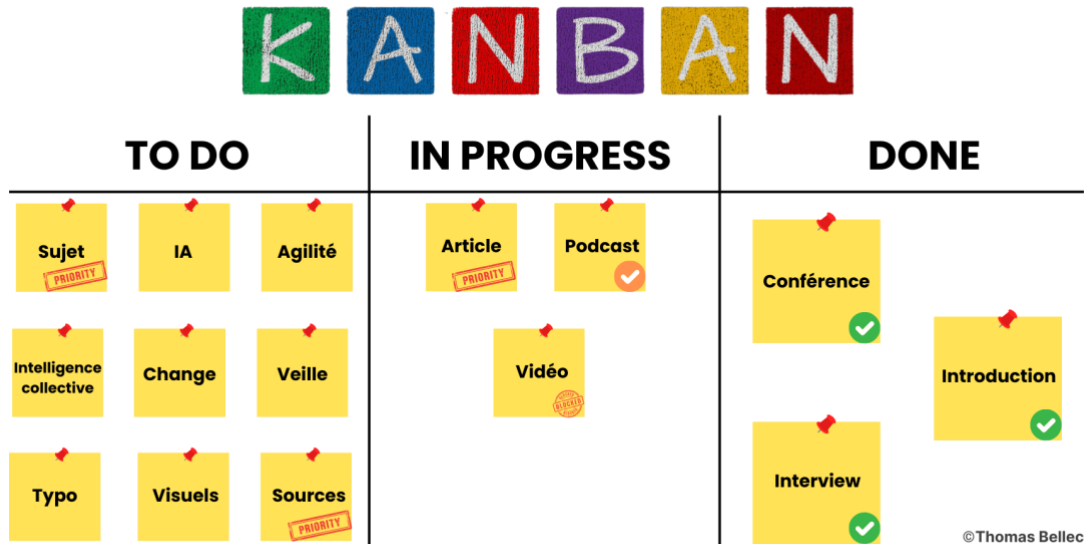 KANBAN
TO DO
IN PROGRESS
DONE
Sujet
PRIORITY
IA
Agilité
Intelligence
collective
Change
Veille
Typo
Visuels
Sources
PRIORITY
Article
PRIORITY
Podcast
Vidéo
BLOCKED
Conférence
Introduction
Interview
©Thomas Bellec